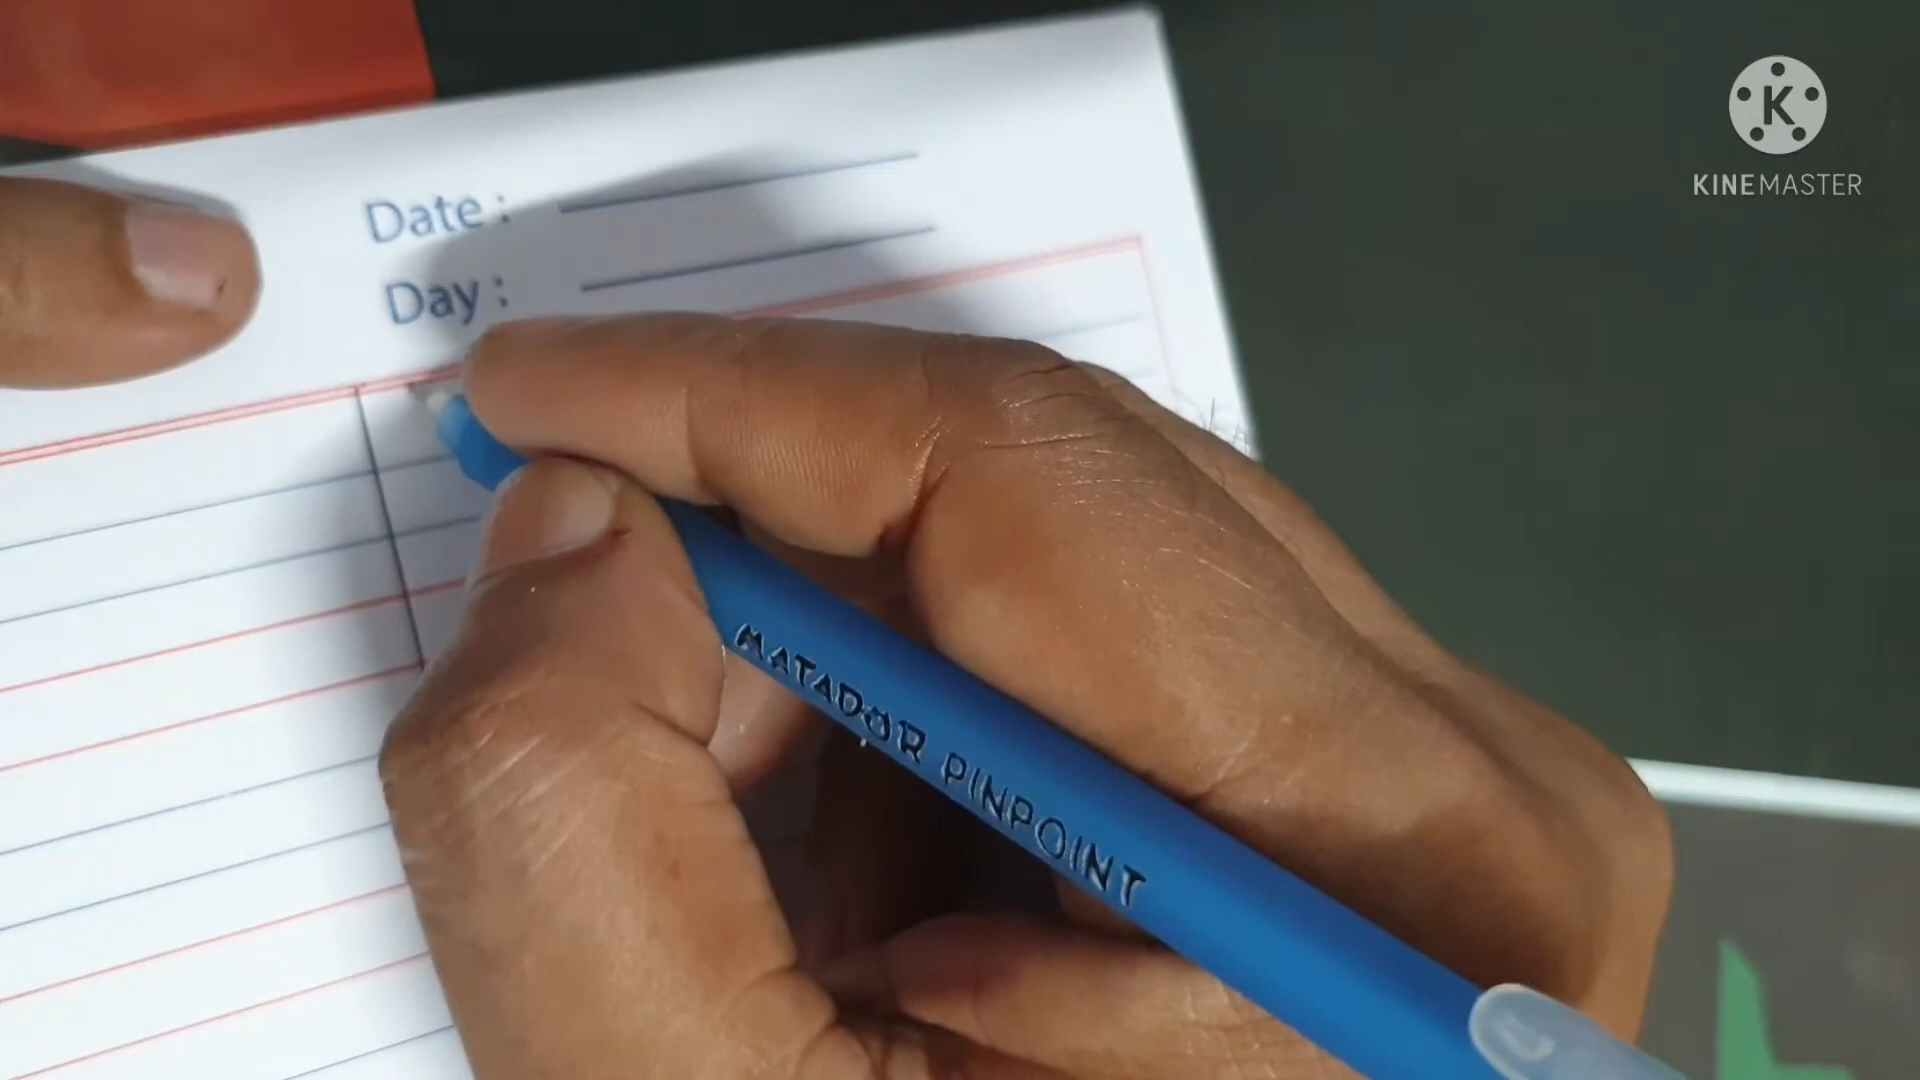 KINEMASTER
Date :
Day :
MATADOR PINPOINT